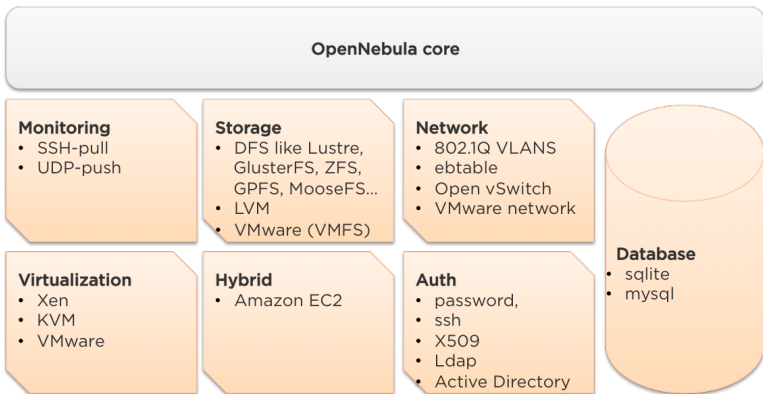 OpenNebula core
Monitoring
• SSH-pull
• UDP-push
Storage
• DFS like Lustre,
GlusterFS, ZFS,
GPFS, MooseFS...
• LVM
• VMware (VMFS)
Network
• 802.1Q VLANS
• ebtable
• Open vSwitch
• VMware network
Database
• sqlite
• mysql
Virtualization
• Xen
• KVM
• VMware
Hybrid
• Amazon EC2
Auth
• password,
• ssh
• X509
• Ldap
• Active Directory